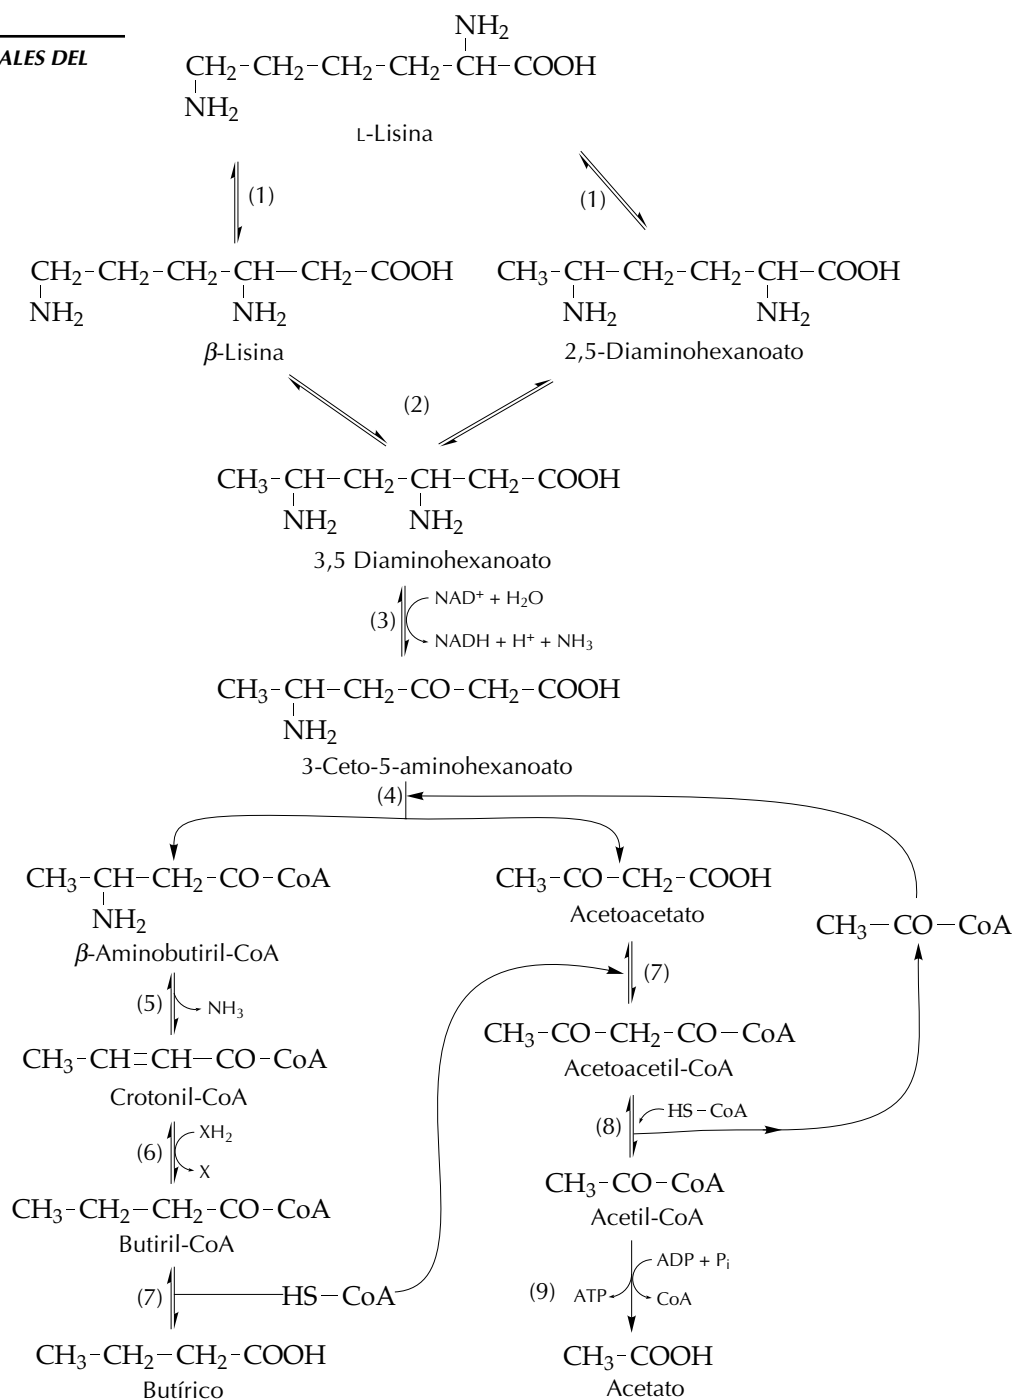 ALES DEL
NH₂
CH₂-CH₂-CH₂-CH₂-CH-COOH
NH₂
L-Lisina
(1)
(1)
CH₂-CH₂-CH₂-CH-CH₂-COOH
NH₂ NH₂
β-Lisina
CH₃-CH-CH₂-CH₂-CH-COOH
NH₂ NH₂
2,5-Diaminohexanoato
(2)
CH₃-CH-CH₂-CH-CH₂-COOH
NH₂ NH₂
3,5 Diaminohexanoato
(3)
NAD⁺ + H₂O
NADH + H⁺ + NH₃
CH₃-CH-CH₂-CO-CH₂-COOH
NH₂
3-Ceto-5-aminohexanoato
(4)
CH₃-CH-CH₂-CO-CoA
NH₂
β-Aminobutiril-CoA
(5)
NH₃
CH₃-CH=CH-CO-CoA
Crotonil-CoA
(6)
XH₂
X
CH₃-CH₂-CH₂-CO-CoA
Butiril-CoA
(7)
HS-CoA
CH₃-CH₂-CH₂-COOH
Butírico
CH₃-CO-CH₂-COOH
Acetoacetato
(7)
CH₃-CO-CH₂-CO-CoA
Acetoacetil-CoA
(8)
HS-CoA
CH₃-CO-CoA
CH₃-CO-CoA
Acetil-CoA
(9)
ADP + Pᵢ
ATP
CoA
CH₃-COOH
Acetato